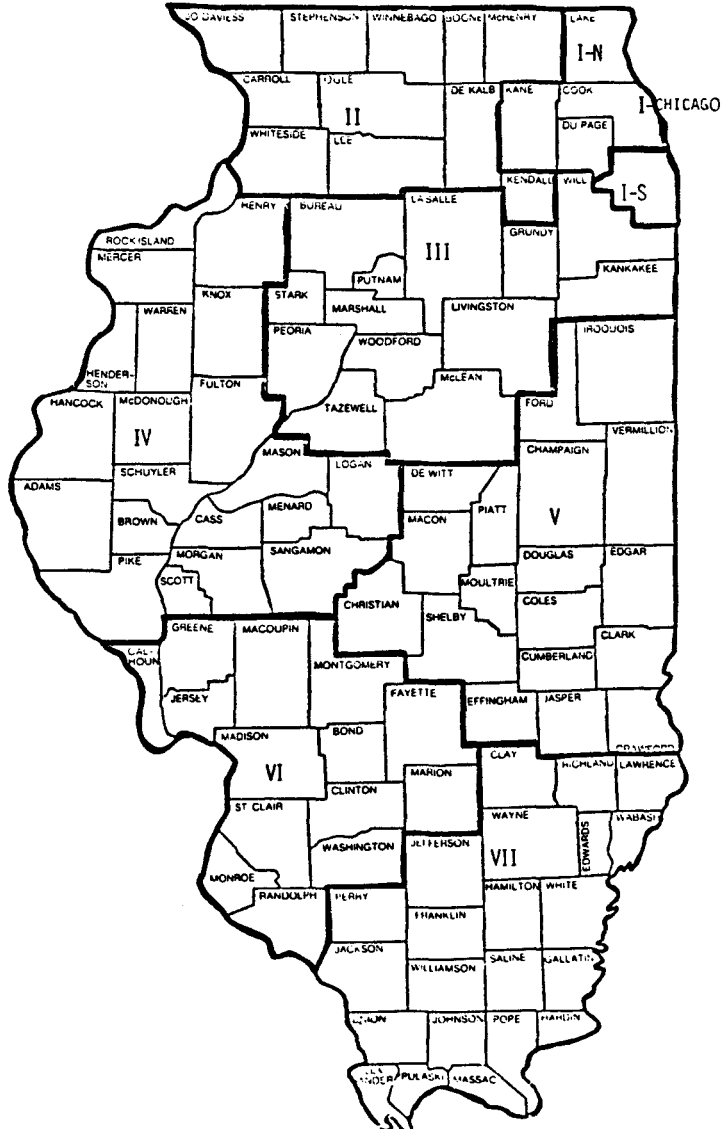 JO DAVIESS
STEPHENSON
WINNEBAGO
BOONE
McHENRY
LAKE
I-N
CARROLL
OGLE
DE KALB
KANE
COOK
I-CHICAGO
II
DU PAGE
WHITESIDE
LEE
KENDALL
WILL
I-S
HENRY
BUREAU
LA SALLE
ROCK ISLAND
GRUNDY
MERCER
III
PUTNAM
KANKAKEE
KNOX
STARK
MARSHALL
LIVINGSTON
WARREN
PEORIA
WOODFORD
IROQUOIS
HENDER-
SON
FULTON
McLEAN
HANCOCK
McDONOUGH
TAZEWELL
FORD
IV
VERMILLION
MASON
CHAMPAIGN
LOGAN
SCHUYLER
DE WITT
ADAMS
MENARD
PIATT
CASS
MACON
V
BROWN
SANGAMON
DOUGLAS
EDGAR
PIKE
MORGAN
SCOTT
MOULTRIE
CHRISTIAN
COLES
SHELBY
GREENE
MACOUPIN
CLARK
CAL-
HOUN
MONTGOMERY
CUMBERLAND
JERSEY
FAYETTE
EFFINGHAM
JASPER
MADISON
BOND
CRAWFORD
CLAY
RICHLAND
LAWRENCE
VI
MARION
CLINTON
ST CLAIR
WAYNE
WABASH
EDWARDS
WASHINGTON
JEFFERSON
VII
MONROE
HAMILTON
WHITE
RANDOLPH
PERRY
FRANKLIN
JACKSON
SALINE
GALLATIN
WILLIAMSON
UNION
JOHNSON
POPE
HARDIN
PULASKI
MASSAC